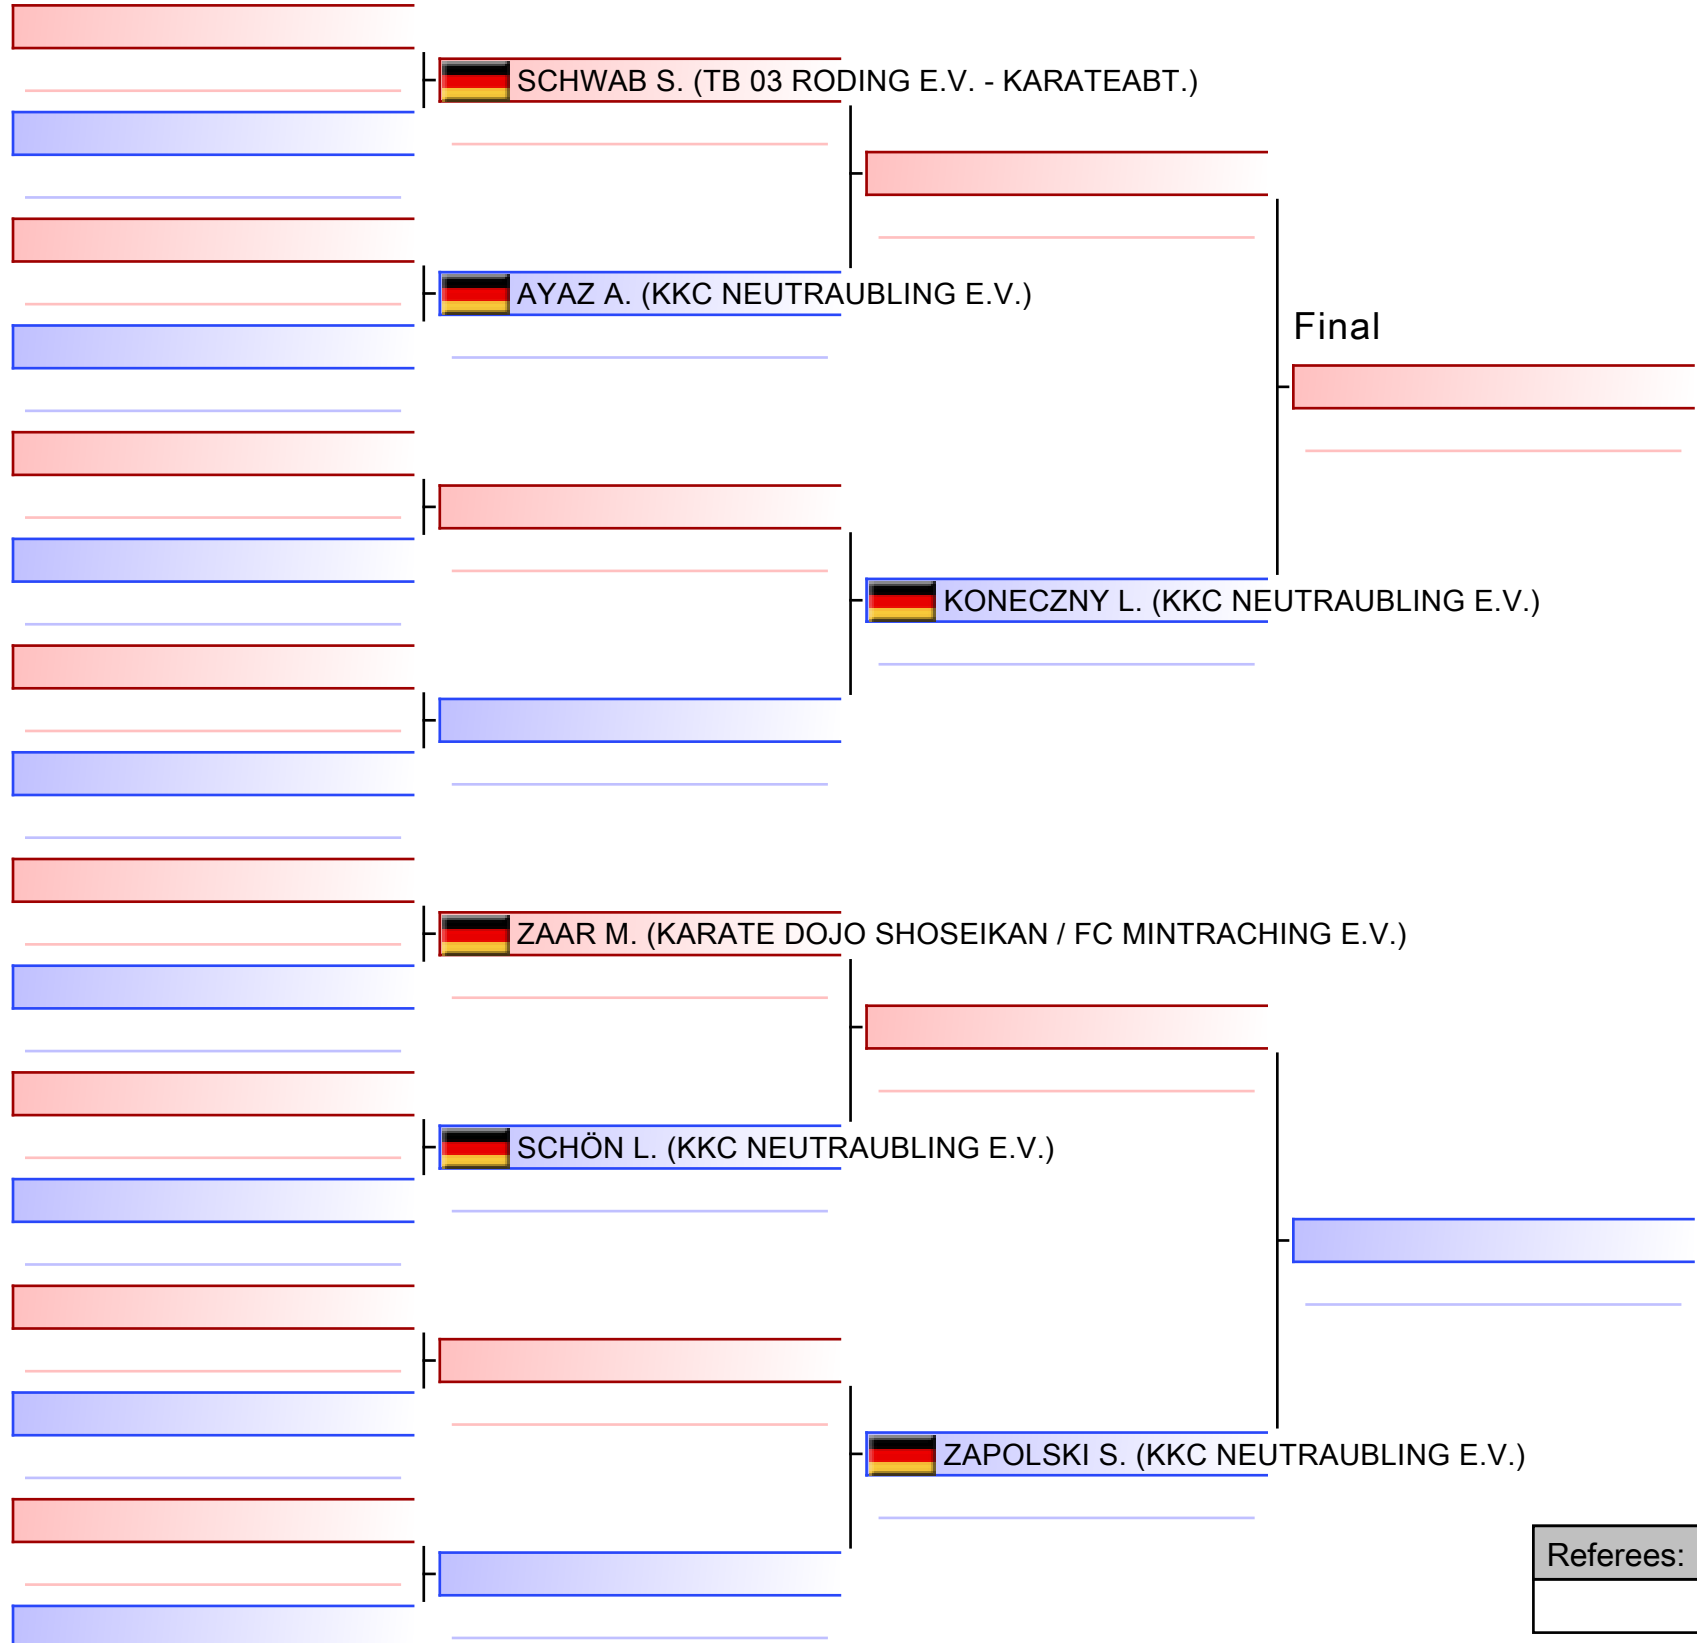 SCHWAB S. (TB 03 RODING E.V. - KARATEABT.)
AYAZ A. (KKC NEUTRAUBLING E.V.)
Final
KONECZNY L. (KKC NEUTRAUBLING E.V.)
ZAAR M. (KARATE DOJO SHOSEIKAN / FC MINTRACHING E.V.)
SCHÖN L. (KKC NEUTRAUBLING E.V.)
ZAPOLSKI S. (KKC NEUTRAUBLING E.V.)
Referees: